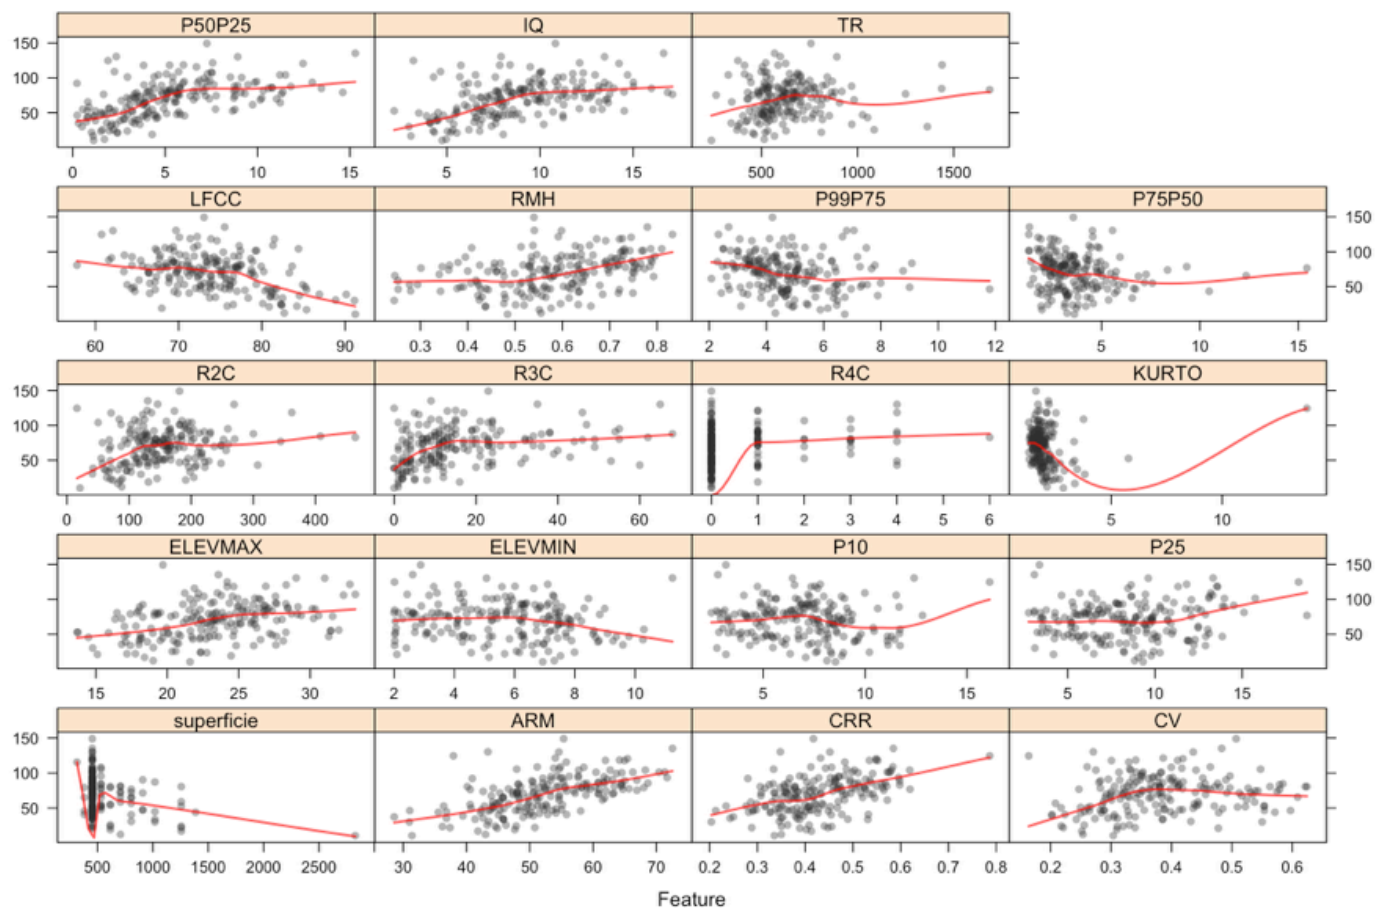 P50P25 IQ TR
150
100
50
0 5 10 15 5 10 15 500 1000 1500
LFCC RMH P99P75 P75P50
150
100
50
60 70 80 90 0.3 0.4 0.5 0.6 0.7 0.8 2 4 6 8 10 12 5 10 15
R2C R3C R4C KURTO
150
100
50
0 100 200 300 400 0 20 40 60 0 1 2 3 4 5 6 5 10
ELEVMAX ELEVMIN P10 P25
150
100
50
15 20 25 30 2 4 6 8 10 5 10 15 5 10 15
superficie ARM CRR CV
150
100
50
500 1000 1500 2000 2500 30 40 50 60 70 0.2 0.3 0.4 0.5 0.6 0.7 0.8 0.2 0.3 0.4 0.5 0.6
Feature